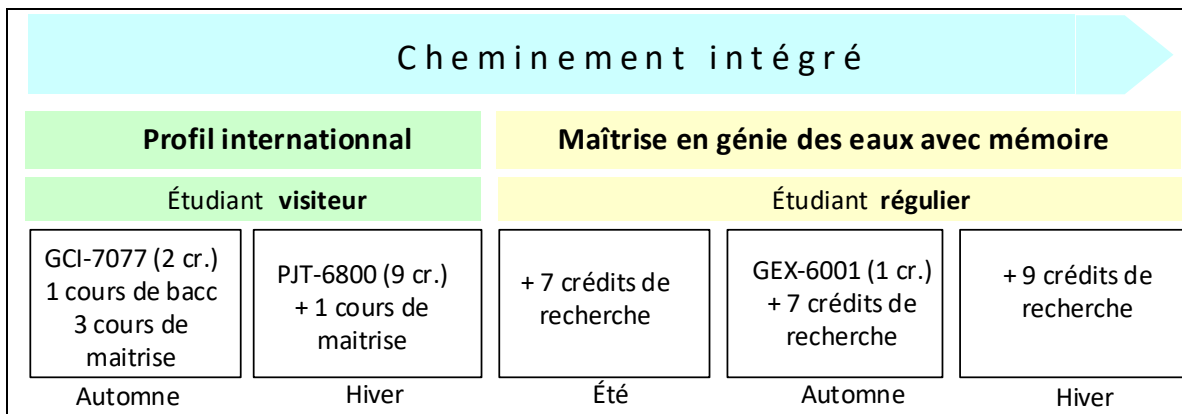 Cheminement intégré
Profil internationnal
Maîtrise en génie des eaux avec mémoire
Étudiant visiteur
Étudiant régulier
GCI-7077 (2 cr.)
1 cours de bacc
3 cours de
maitrise
PJT-6800 (9 cr.)
+ 1 cours de
maitrise
+ 7 crédits de
recherche
GEX-6001 (1 cr.)
+ 7 crédits de
recherche
+ 9 crédits de
recherche
Automne
Hiver
Été
Automne
Hiver